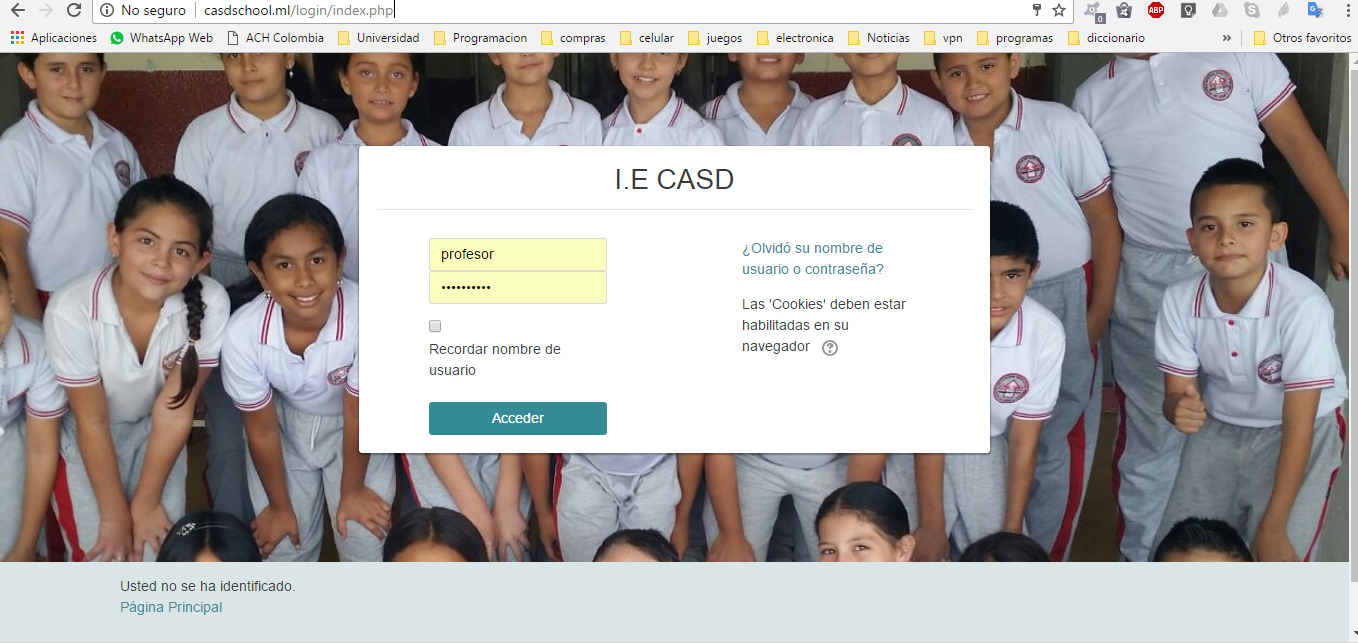 No seguro casdschool.ml/login/index.php ABP 0
Aplicaciones WhatsApp Web ACH Colombia Universidad Programacion compras celular juegos electronica Noticias vpn programas diccionario » Otros favoritos
I.E CASD
profesor
••••••••••
Recordar nombre de
usuario
Acceder
¿Olvidó su nombre de
usuario o contraseña?
Las 'Cookies' deben estar
habilitadas en su
navegador ?
Usted no se ha identificado.
Página Principal